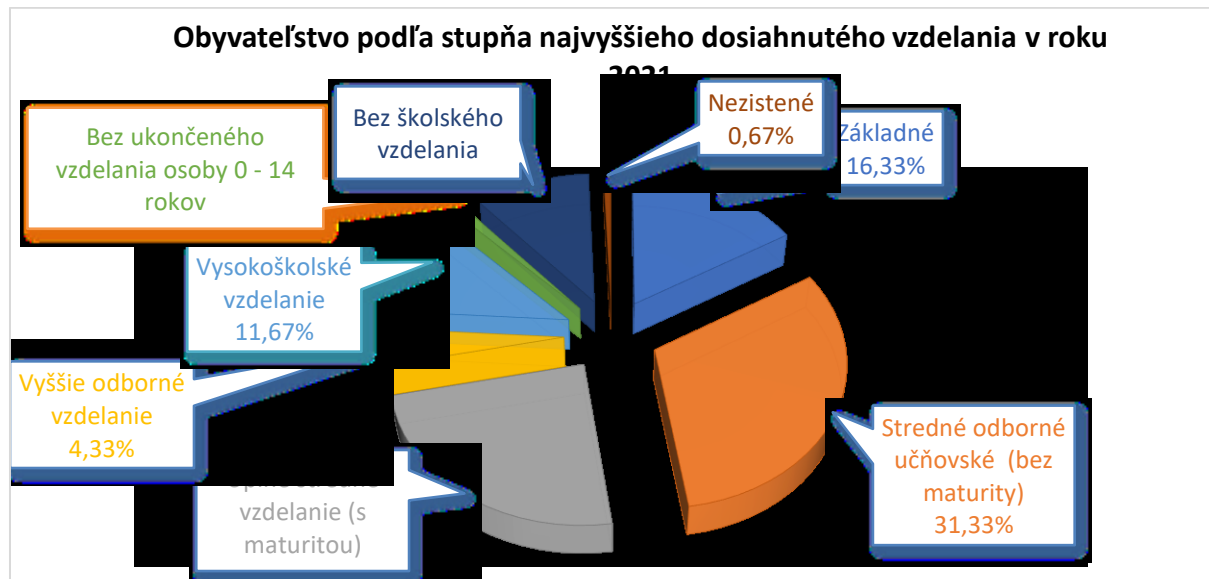 Obyvateľstvo podľa stupňa najvyššieho dosiahnutého vzdelania v roku
2021
Bez ukončeného
vzdelania osoby 0 - 14
rokov
Bez školského
vzdelania
Nezistené
0,67%
Základné
16,33%
Vysokoškolské
vzdelanie
11,67%
Vyššie odborné
vzdelanie
4,33%
vzdelanie (s
maturitou)
Stredné odborné
učňovské (bez
maturity)
31,33%